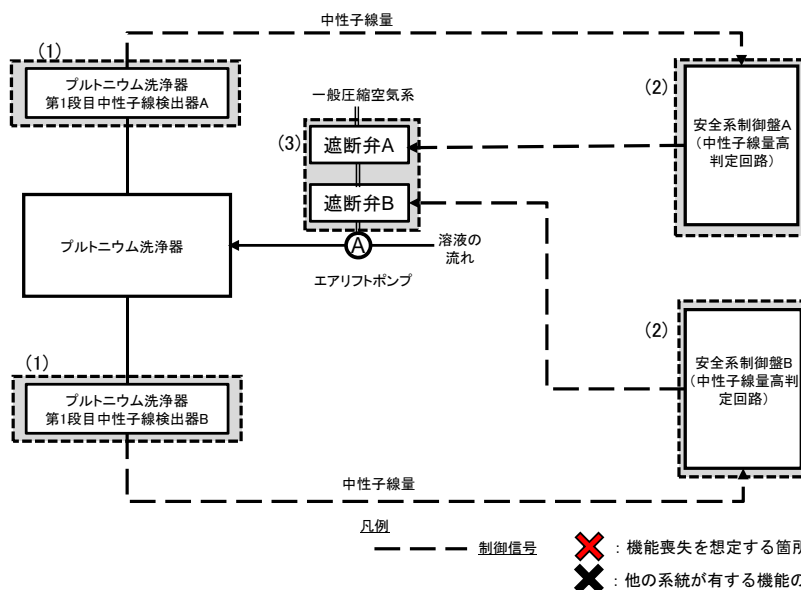 中性子線量
(1)
プルトニウム洗浄器
第1段目中性子線検出器A
(2)
安全系制御盤A
(中性子線量高
判定回路)
一般圧縮空気系
(3)
遮断弁A
遮断弁B
プルトニウム洗浄器
A
溶液の
流れ
エアリフトポンプ
(1)
プルトニウム洗浄器
第1段目中性子線検出器B
(2)
安全系制御盤B
(中性子線量高判
定回路)
中性子線量
凡例
制御信号
:機能喪失を想定する箇所
:他の系統が有する機能の